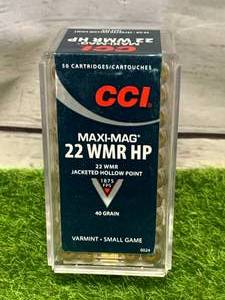 50 CARTRIDGES/CARTOUCHES
CCI
MAXI-MAG®
22 WMR HP
22 WMR
JACKETED HOLLOW POINT
1875
FPS
40 GRAIN
VARMINT · SMALL GAME
0024